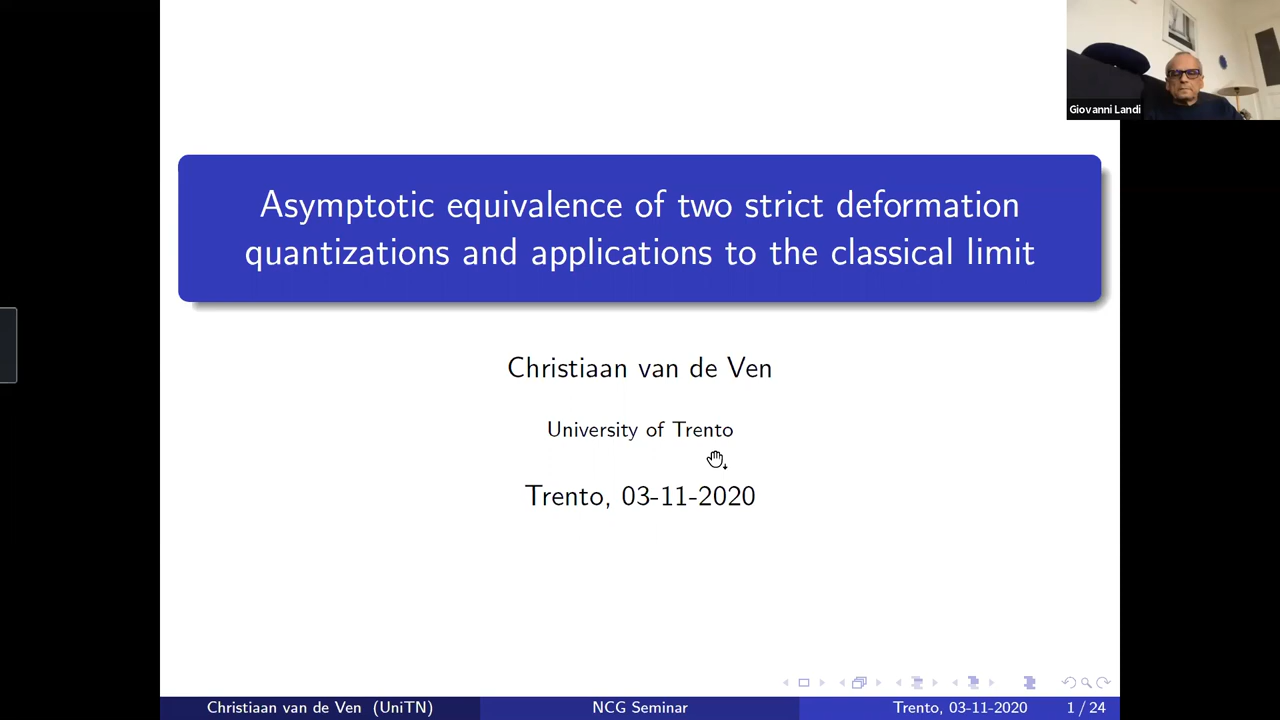 Giovanni Landi
Asymptotic equivalence of two strict deformation
quantizations and applications to the classical limit
Christiaan van de Ven
University of Trento
Trento, 03-11-2020
Christiaan van de Ven (UniTN)
NCG Seminar
Trento, 03-11-2020
1 / 24